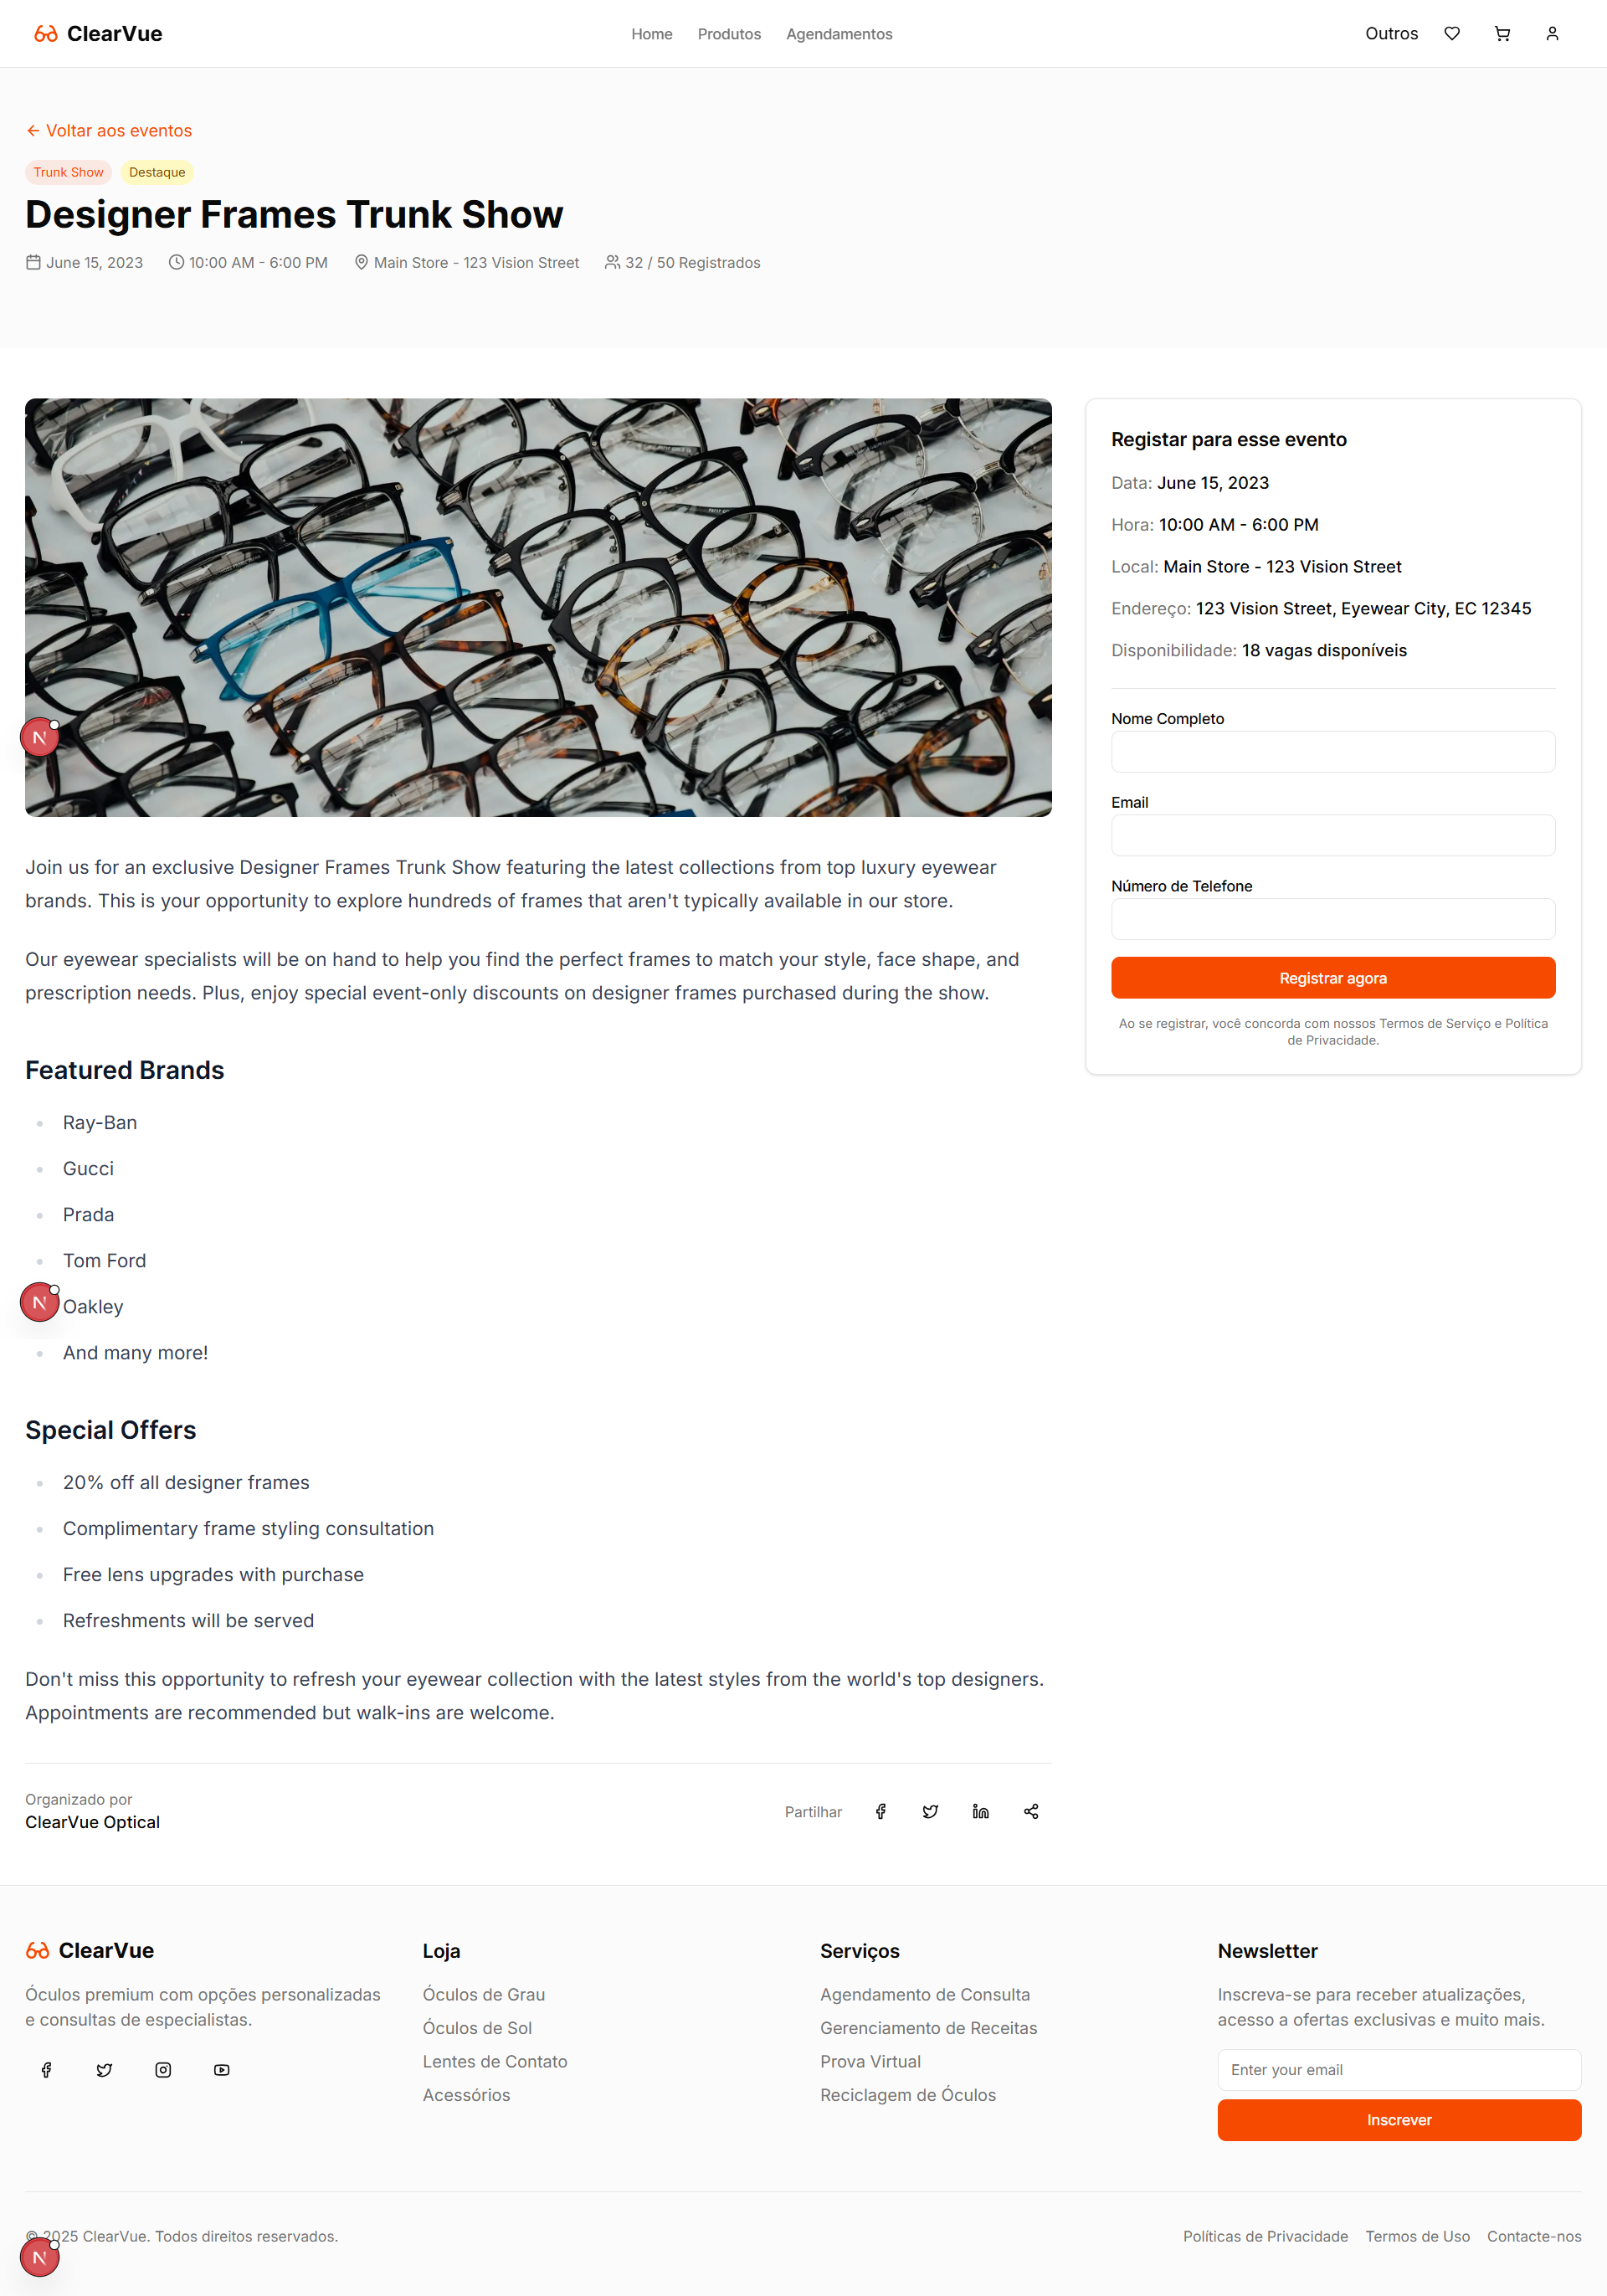 ClearVue
Home Produtos Agendamentos
Outros
Voltar aos eventos
Trunk Show Destaque
Designer Frames Trunk Show
June 15, 2023 10:00 AM - 6:00 PM Main Store - 123 Vision Street 32 / 50 Registrados
Join us for an exclusive Designer Frames Trunk Show featuring the latest collections from top luxury eyewear
brands. This is your opportunity to explore hundreds of frames that aren't typically available in our store.
Our eyewear specialists will be on hand to help you find the perfect frames to match your style, face shape, and
prescription needs. Plus, enjoy special event-only discounts on designer frames purchased during the show.
Featured Brands
Ray-Ban
Gucci
Prada
Tom Ford
N
Oakley
And many more!
Special Offers
20% off all designer frames
Complimentary frame styling consultation
Free lens upgrades with purchase
Refreshments will be served
Don't miss this opportunity to refresh your eyewear collection with the latest styles from the world's top designers.
Appointments are recommended but walk-ins are welcome.
Organizado por
ClearVue Optical
Partilhar
Registar para esse evento
Data: June 15, 2023
Hora: 10:00 AM - 6:00 PM
Local: Main Store - 123 Vision Street
Endereço: 123 Vision Street, Eyewear City, EC 12345
Disponibilidade: 18 vagas disponíveis
Nome Completo
Email
Número de Telefone
Registrar agora
Ao se registrar, você concorda com nossos Termos de Serviço e Política
de Privacidade.
N
ClearVue
Óculos premium com opções personalizadas
e consultas de especialistas.
Loja
Óculos de Grau
Óculos de Sol
Lentes de Contato
Acessórios
Serviços
Agendamento de Consulta
Gerenciamento de Receitas
Prova Virtual
Reciclagem de Óculos
Newsletter
Inscreva-se para receber atualizações,
acesso a ofertas exclusivas e muito mais.
Enter your email
Inscrever
© 2025 ClearVue. Todos direitos reservados.
Políticas de Privacidade Termos de Uso Contacte-nos
N